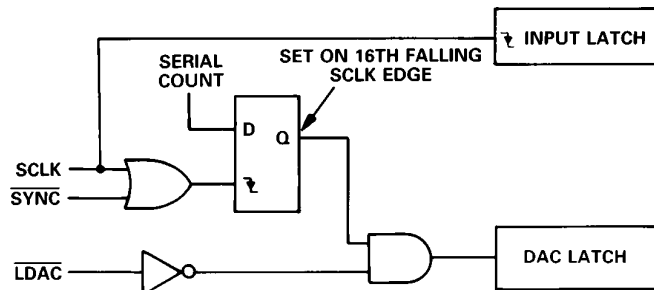 INPUT LATCH
SERIAL
COUNT
SET ON 16TH FALLING
SCLK EDGE
D
Q
SCLK
SYNC
LDAC
DAC LATCH